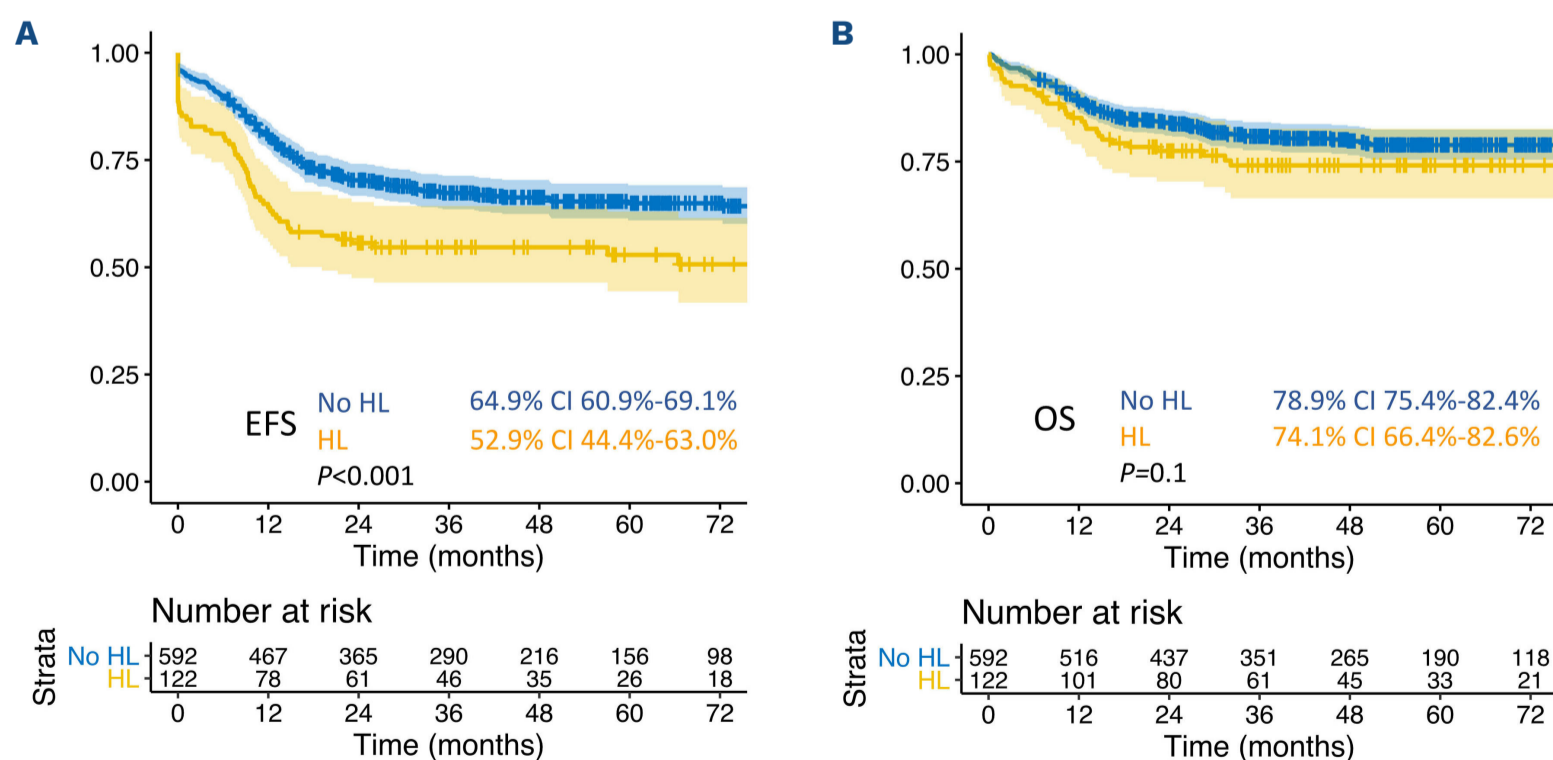 A
1.00
0.75
0.50
0.25
0.00
EFS
No HL 64.9% CI 60.9%-69.1%
HL 52.9% CI 44.4%-63.0%
P<0.001
0 12 24 36 48 60 72
Time (months)
Number at risk
Strata
No HL 592 467 365 290 216 156 98
HL 122 78 61 46 35 26 18
0 12 24 36 48 60 72
Time (months)
B
1.00
0.75
0.50
0.25
0.00
OS
No HL 78.9% CI 75.4%-82.4%
HL 74.1% CI 66.4%-82.6%
P=0.1
0 12 24 36 48 60 72
Time (months)
Number at risk
Strata
No HL 592 516 437 351 265 190 118
HL 122 101 80 61 45 33 21
0 12 24 36 48 60 72
Time (months)